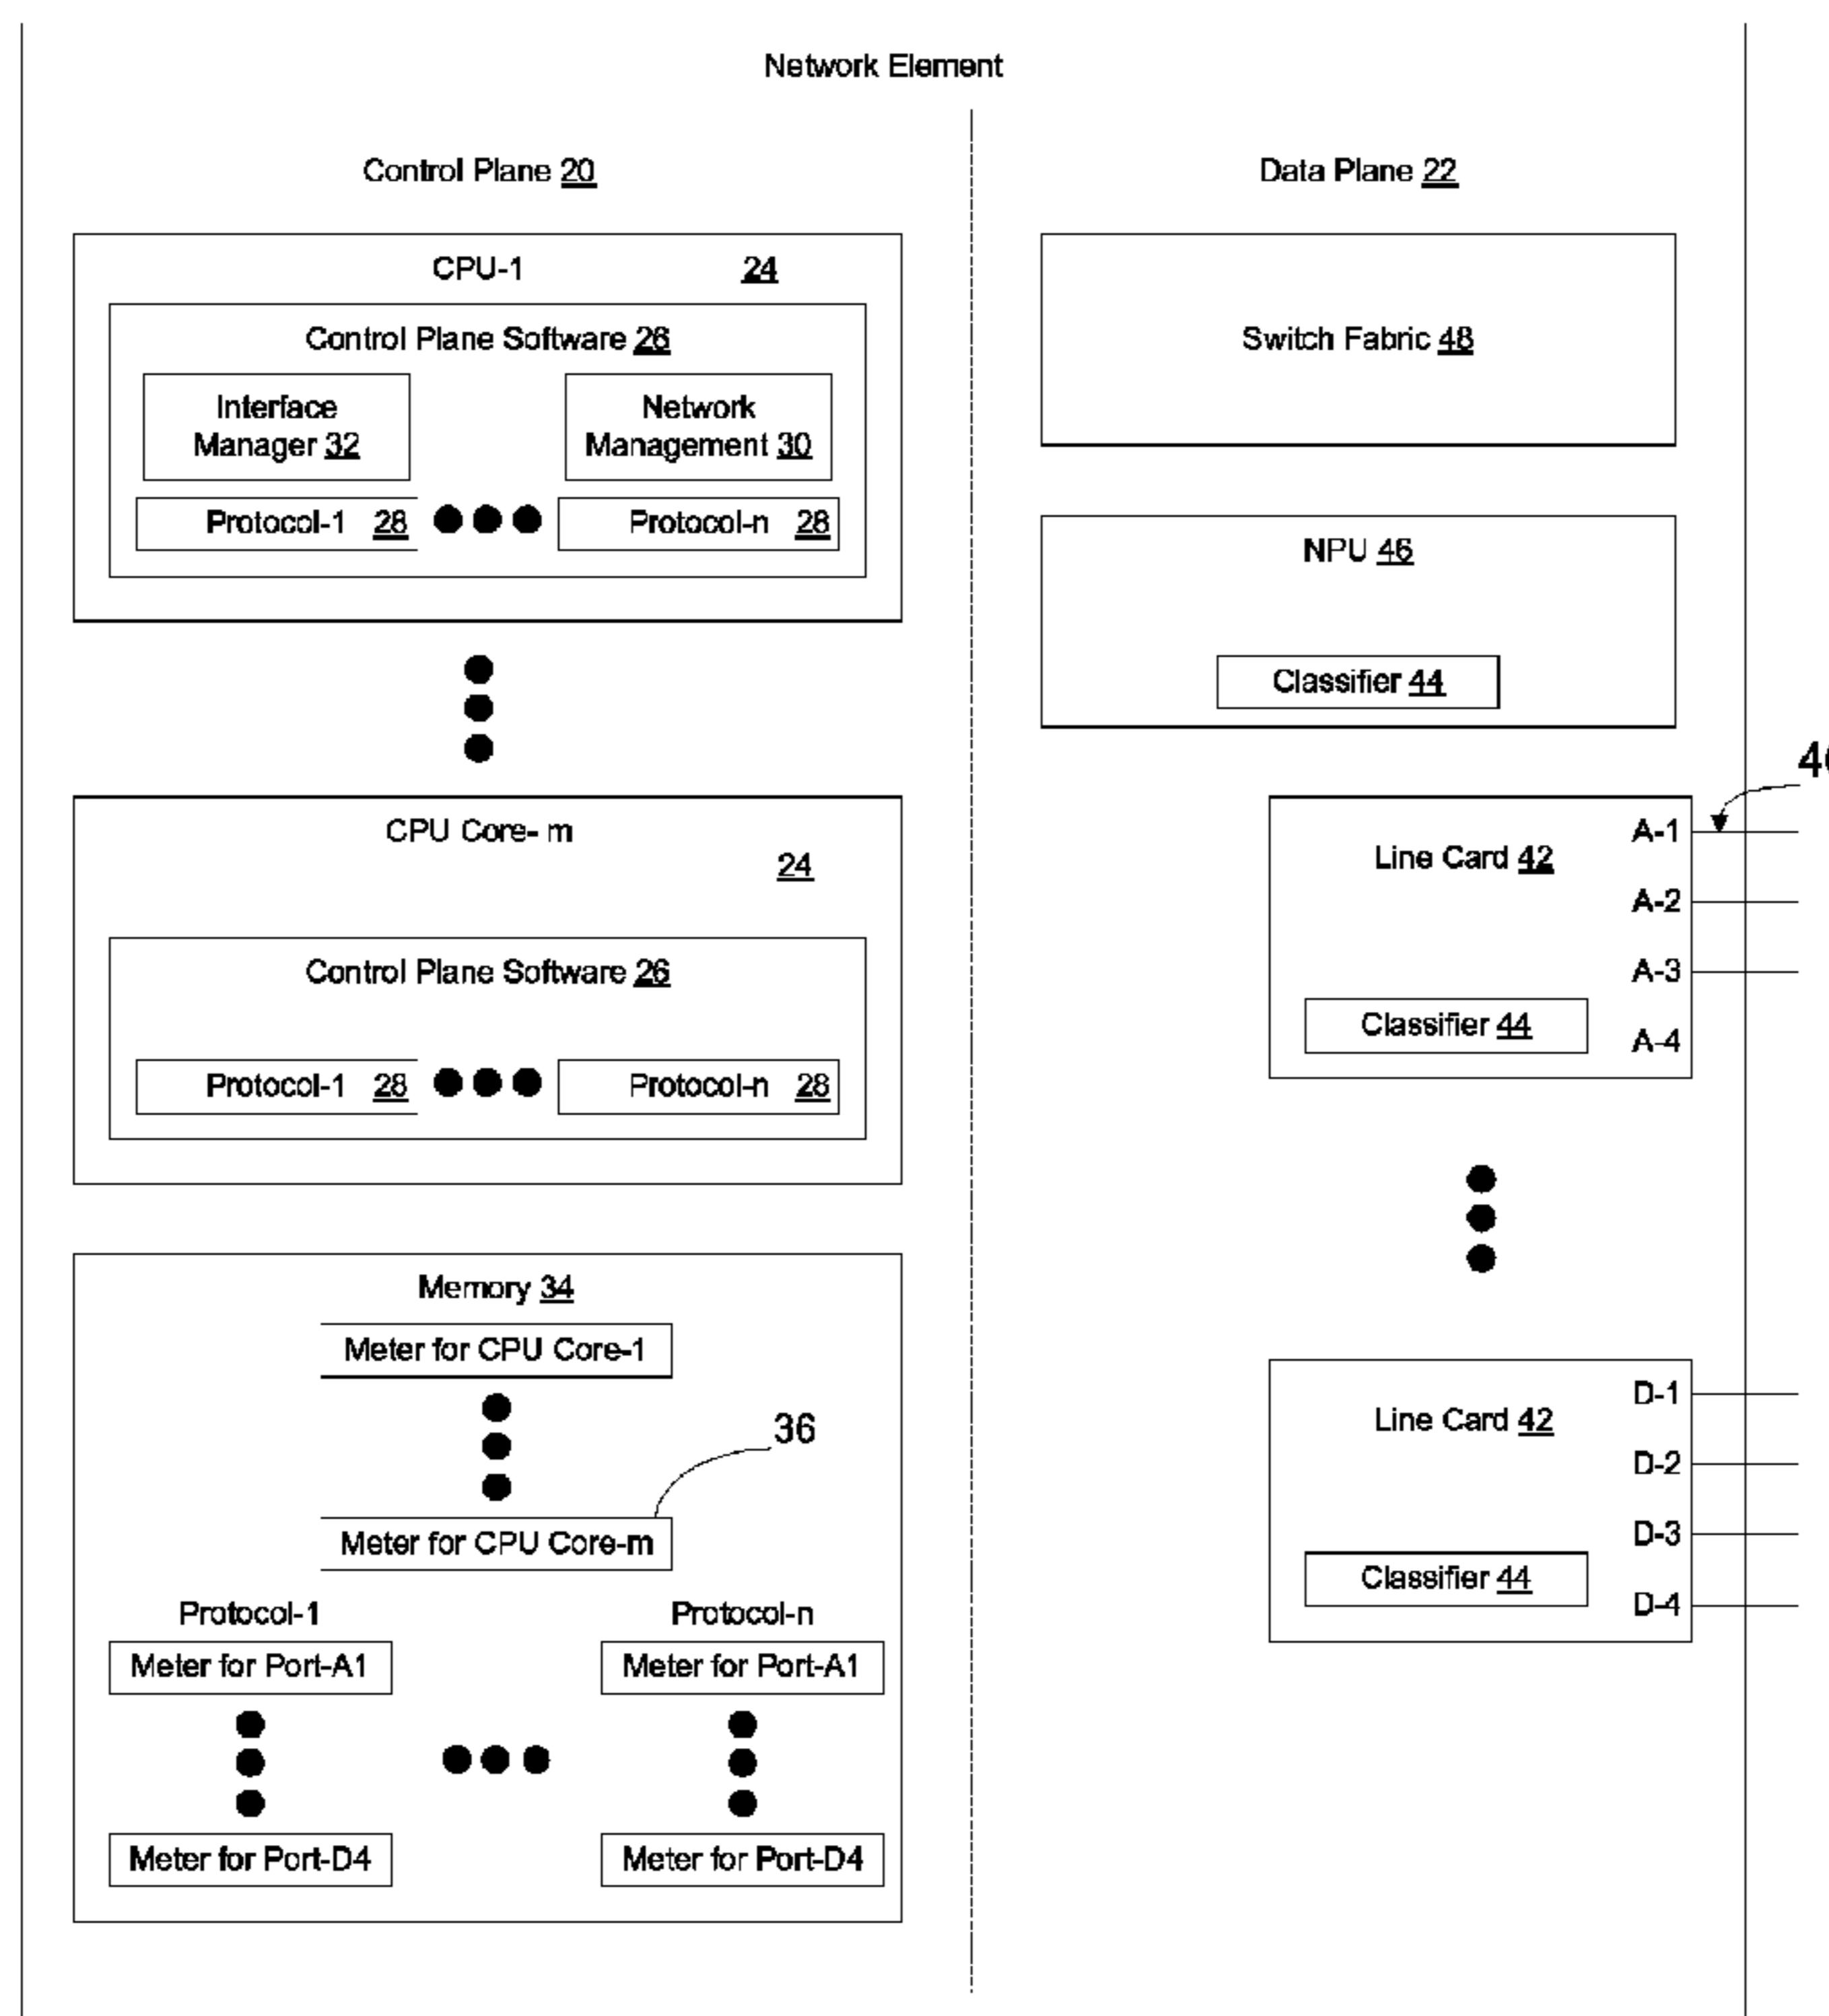 Network Element
Control Plane 20
CPU-1 24
Control Plane Software 26
Interface
Manager 32
Network
Management 30
Protocol-1 28
Protocol-n 28
CPU Core- m
24
Control Plane Software 26
Protocol-1 28
Protocol-n 28
Memory 34
Meter for CPU Core-1
36
Meter for CPU Core-m
Protocol-1
Meter for Port-A1
Meter for Port-D4
Protocol-n
Meter for Port-A1
Meter for Port-D4
Data Plane 22
Switch Fabric 48
NPU 46
Classifier 44
Line Card 42
Classifier 44
A-1
A-2
A-3
A-4
Line Card 42
Classifier 44
D-1
D-2
D-3
D-4